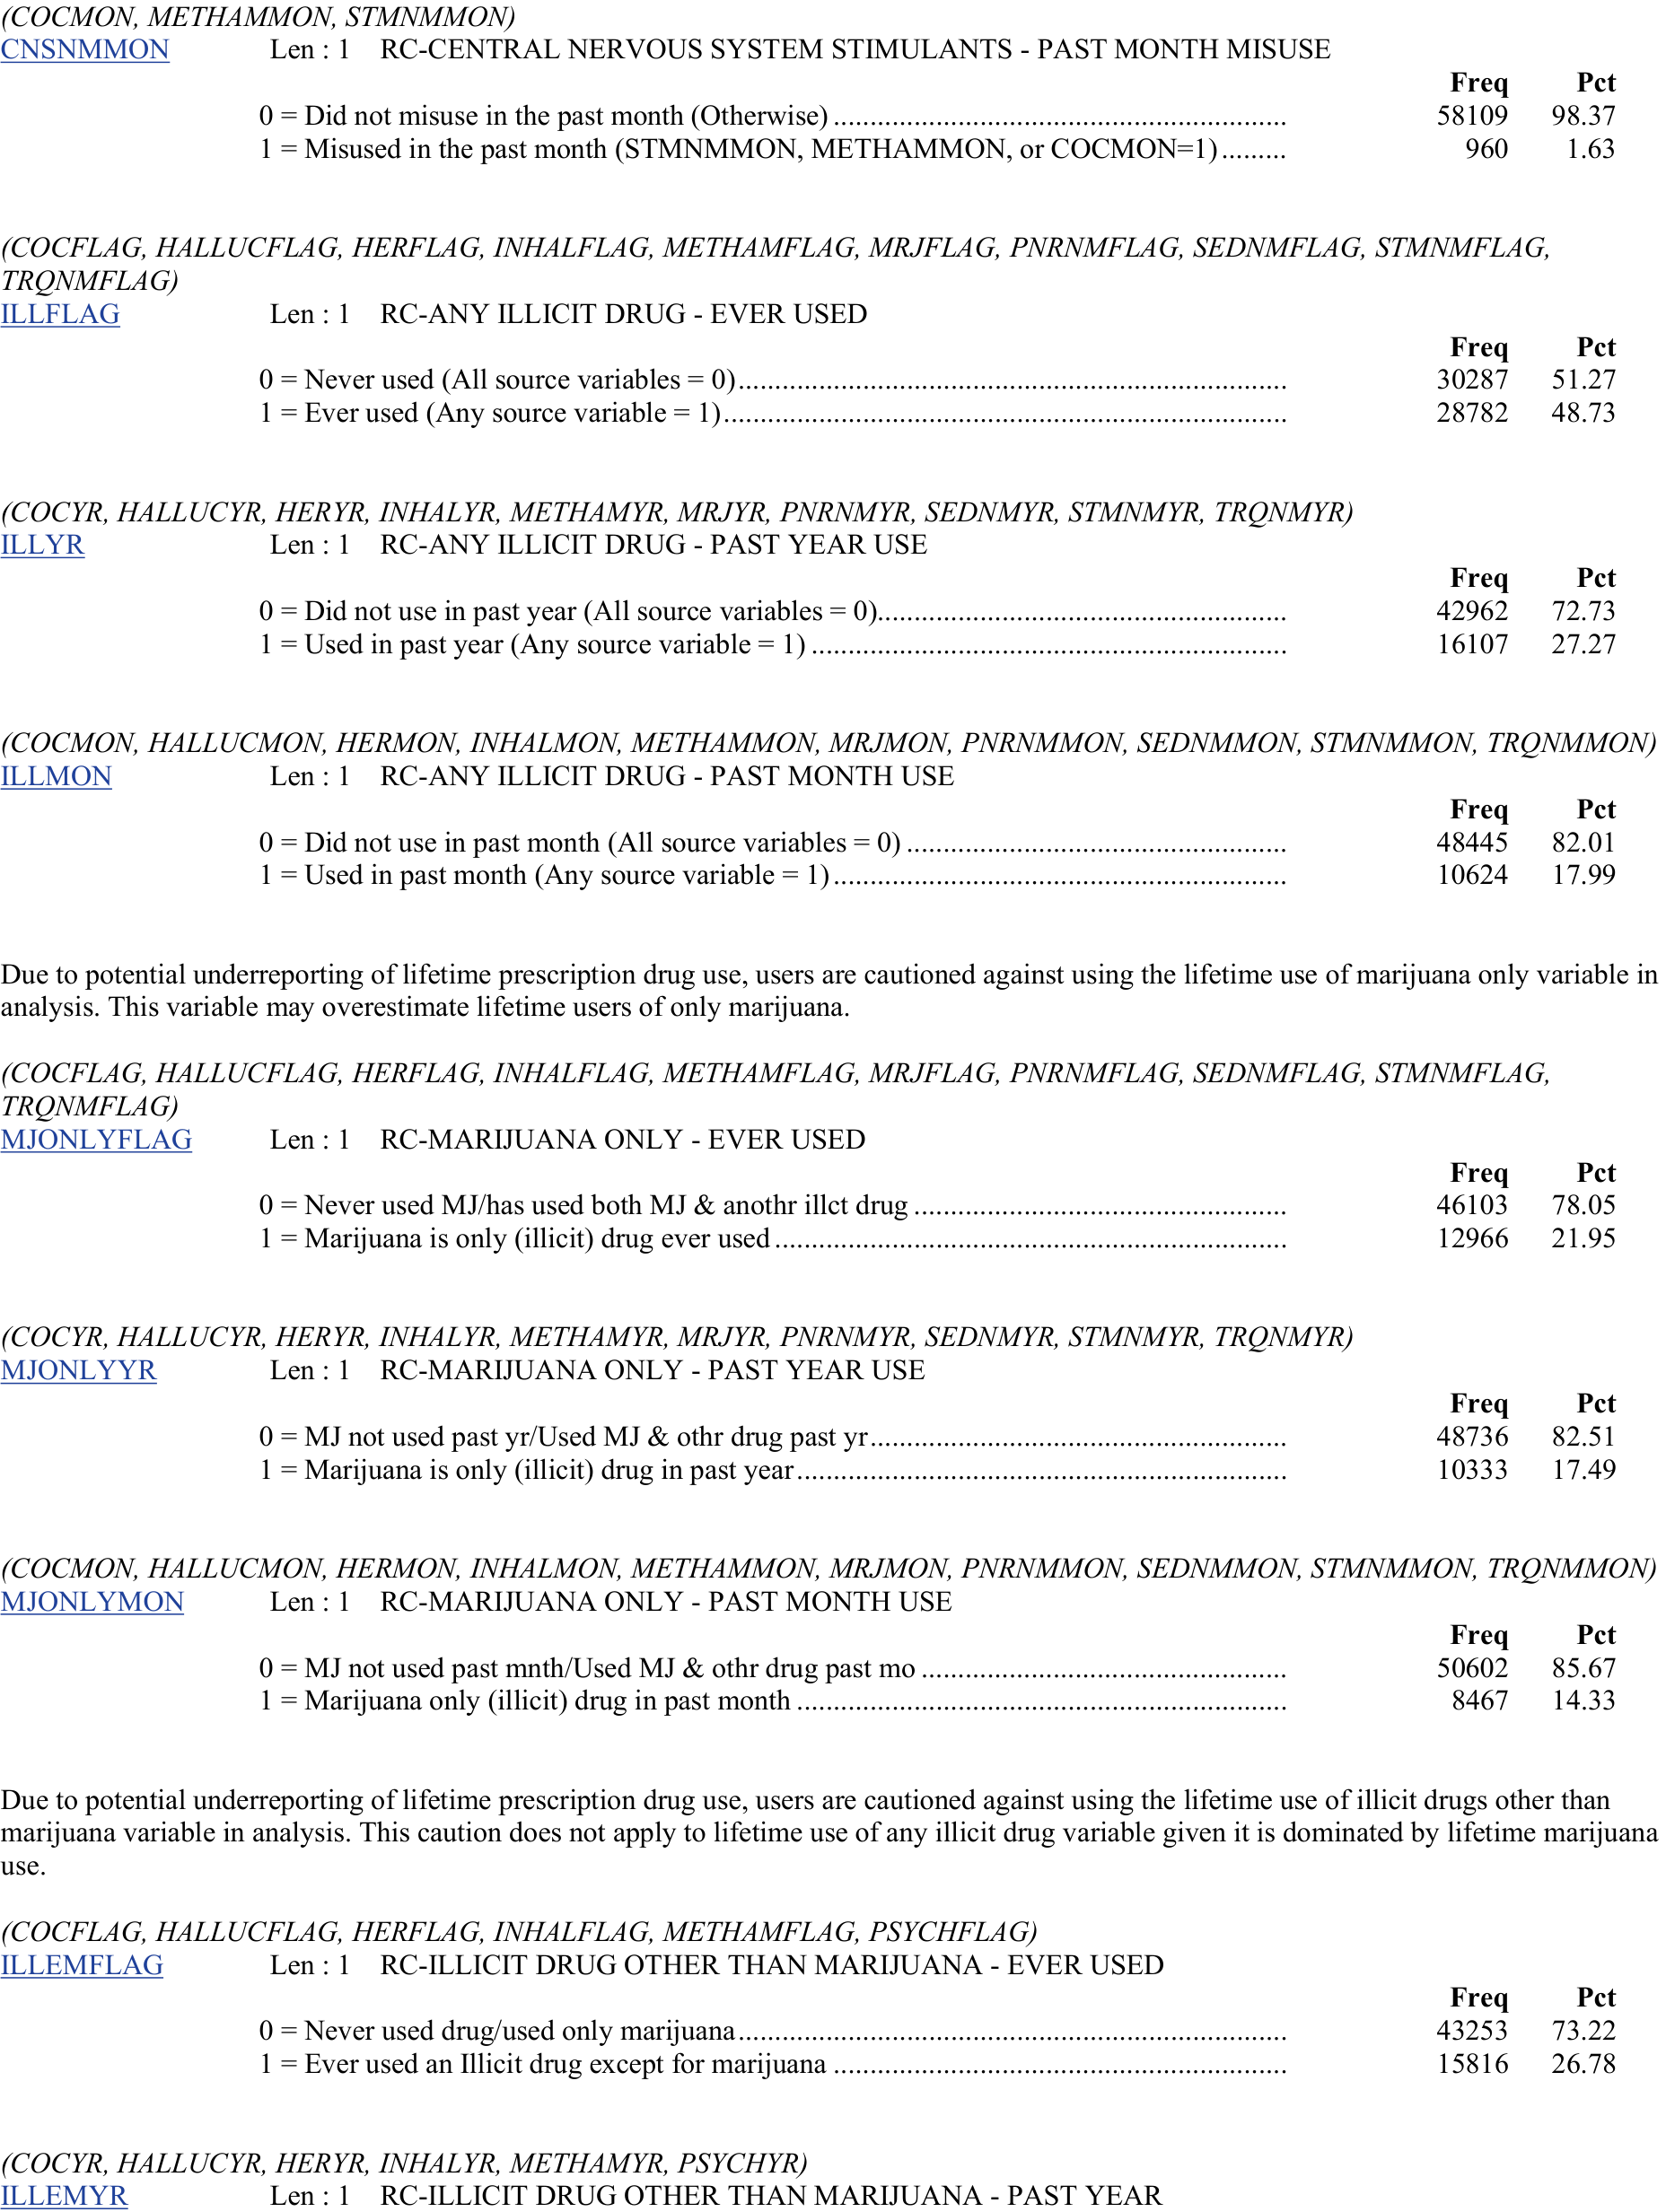 (COCMON, METHAMMON, STMNMMON)
CNSNMMON Len : 1 RC-CENTRAL NERVOUS SYSTEM STIMULANTS - PAST MONTH MISUSE
Freq Pct
0 = Did not misuse in the past month (Otherwise) .............................................................. 58109 98.37
1 = Misused in the past month (STMNMMON, METHAMMON, or COCMON=1) ......... 960 1.63
(COCFLAG, HALLUCFLAG, HERFLAG, INHALFLAG, METHAMFLAG, MRJFLAG, PNRNMFLAG, SEDNMFLAG, STMNMFLAG,
TRQNMFLAG)
ILLFLAG Len : 1 RC-ANY ILLICIT DRUG - EVER USED
Freq Pct
0 = Never used (All source variables = 0)........................................................................... 30287 51.27
1 = Ever used (Any source variable = 1)............................................................................. 28782 48.73
(COCYR, HALLUCYR, HERYR, INHALYR, METHAMYR, MRJYR, PNRNMYR, SEDNMYR, STMNMYR, TRQNMYR)
ILLYR Len : 1 RC-ANY ILLICIT DRUG - PAST YEAR USE
Freq Pct
0 = Did not use in past year (All source variables = 0)........................................................ 42962 72.73
1 = Used in past year (Any source variable = 1) ................................................................. 16107 27.27
(COCMON, HALLUCMON, HERMON, INHALMON, METHAMMON, MRJMON, PNRNMMON, SEDNMMON, STMNMMON, TRQNMMON)
ILLMON Len : 1 RC-ANY ILLICIT DRUG - PAST MONTH USE
Freq Pct
0 = Did not use in past month (All source variables = 0) .................................................... 48445 82.01
1 = Used in past month (Any source variable = 1) .............................................................. 10624 17.99
Due to potential underreporting of lifetime prescription drug use, users are cautioned against using the lifetime use of marijuana only variable in
analysis. This variable may overestimate lifetime users of only marijuana.
(COCFLAG, HALLUCFLAG, HERFLAG, INHALFLAG, METHAMFLAG, MRJFLAG, PNRNMFLAG, SEDNMFLAG, STMNMFLAG,
TRQNMFLAG)
MJONLYFLAG Len : 1 RC-MARIJUANA ONLY - EVER USED
Freq Pct
0 = Never used MJ/has used both MJ & anothr illct drug ................................................... 46103 78.05
1 = Marijuana is only (illicit) drug ever used ...................................................................... 12966 21.95
(COCYR, HALLUCYR, HERYR, INHALYR, METHAMYR, MRJYR, PNRNMYR, SEDNMYR, STMNMYR, TRQNMYR)
MJONLYYR Len : 1 RC-MARIJUANA ONLY - PAST YEAR USE
Freq Pct
0 = MJ not used past yr/Used MJ & othr drug past yr......................................................... 48736 82.51
1 = Marijuana is only (illicit) drug in past year ................................................................... 10333 17.49
(COCMON, HALLUCMON, HERMON, INHALMON, METHAMMON, MRJMON, PNRNMMON, SEDNMMON, STMNMMON, TRQNMMON)
MJONLYMON Len : 1 RC-MARIJUANA ONLY - PAST MONTH USE
Freq Pct
0 = MJ not used past mnth/Used MJ & othr drug past mo .................................................. 50602 85.67
1 = Marijuana only (illicit) drug in past month ................................................................... 8467 14.33
Due to potential underreporting of lifetime prescription drug use, users are cautioned against using the lifetime use of illicit drugs other than
marijuana variable in analysis. This caution does not apply to lifetime use of any illicit drug variable given it is dominated by lifetime marijuana
use.
(COCFLAG, HALLUCFLAG, HERFLAG, INHALFLAG, METHAMFLAG, PSYCHFLAG)
ILLEMFLAG Len : 1 RC-ILLICIT DRUG OTHER THAN MARIJUANA - EVER USED
Freq Pct
0 = Never used drug/used only marijuana........................................................................... 43253 73.22
1 = Ever used an Illicit drug except for marijuana .............................................................. 15816 26.78
(COCYR, HALLUCYR, HERYR, INHALYR, METHAMYR, PSYCHYR)
ILLEMYR Len : 1 RC-ILLICIT DRUG OTHER THAN MARIJUANA - PAST YEAR